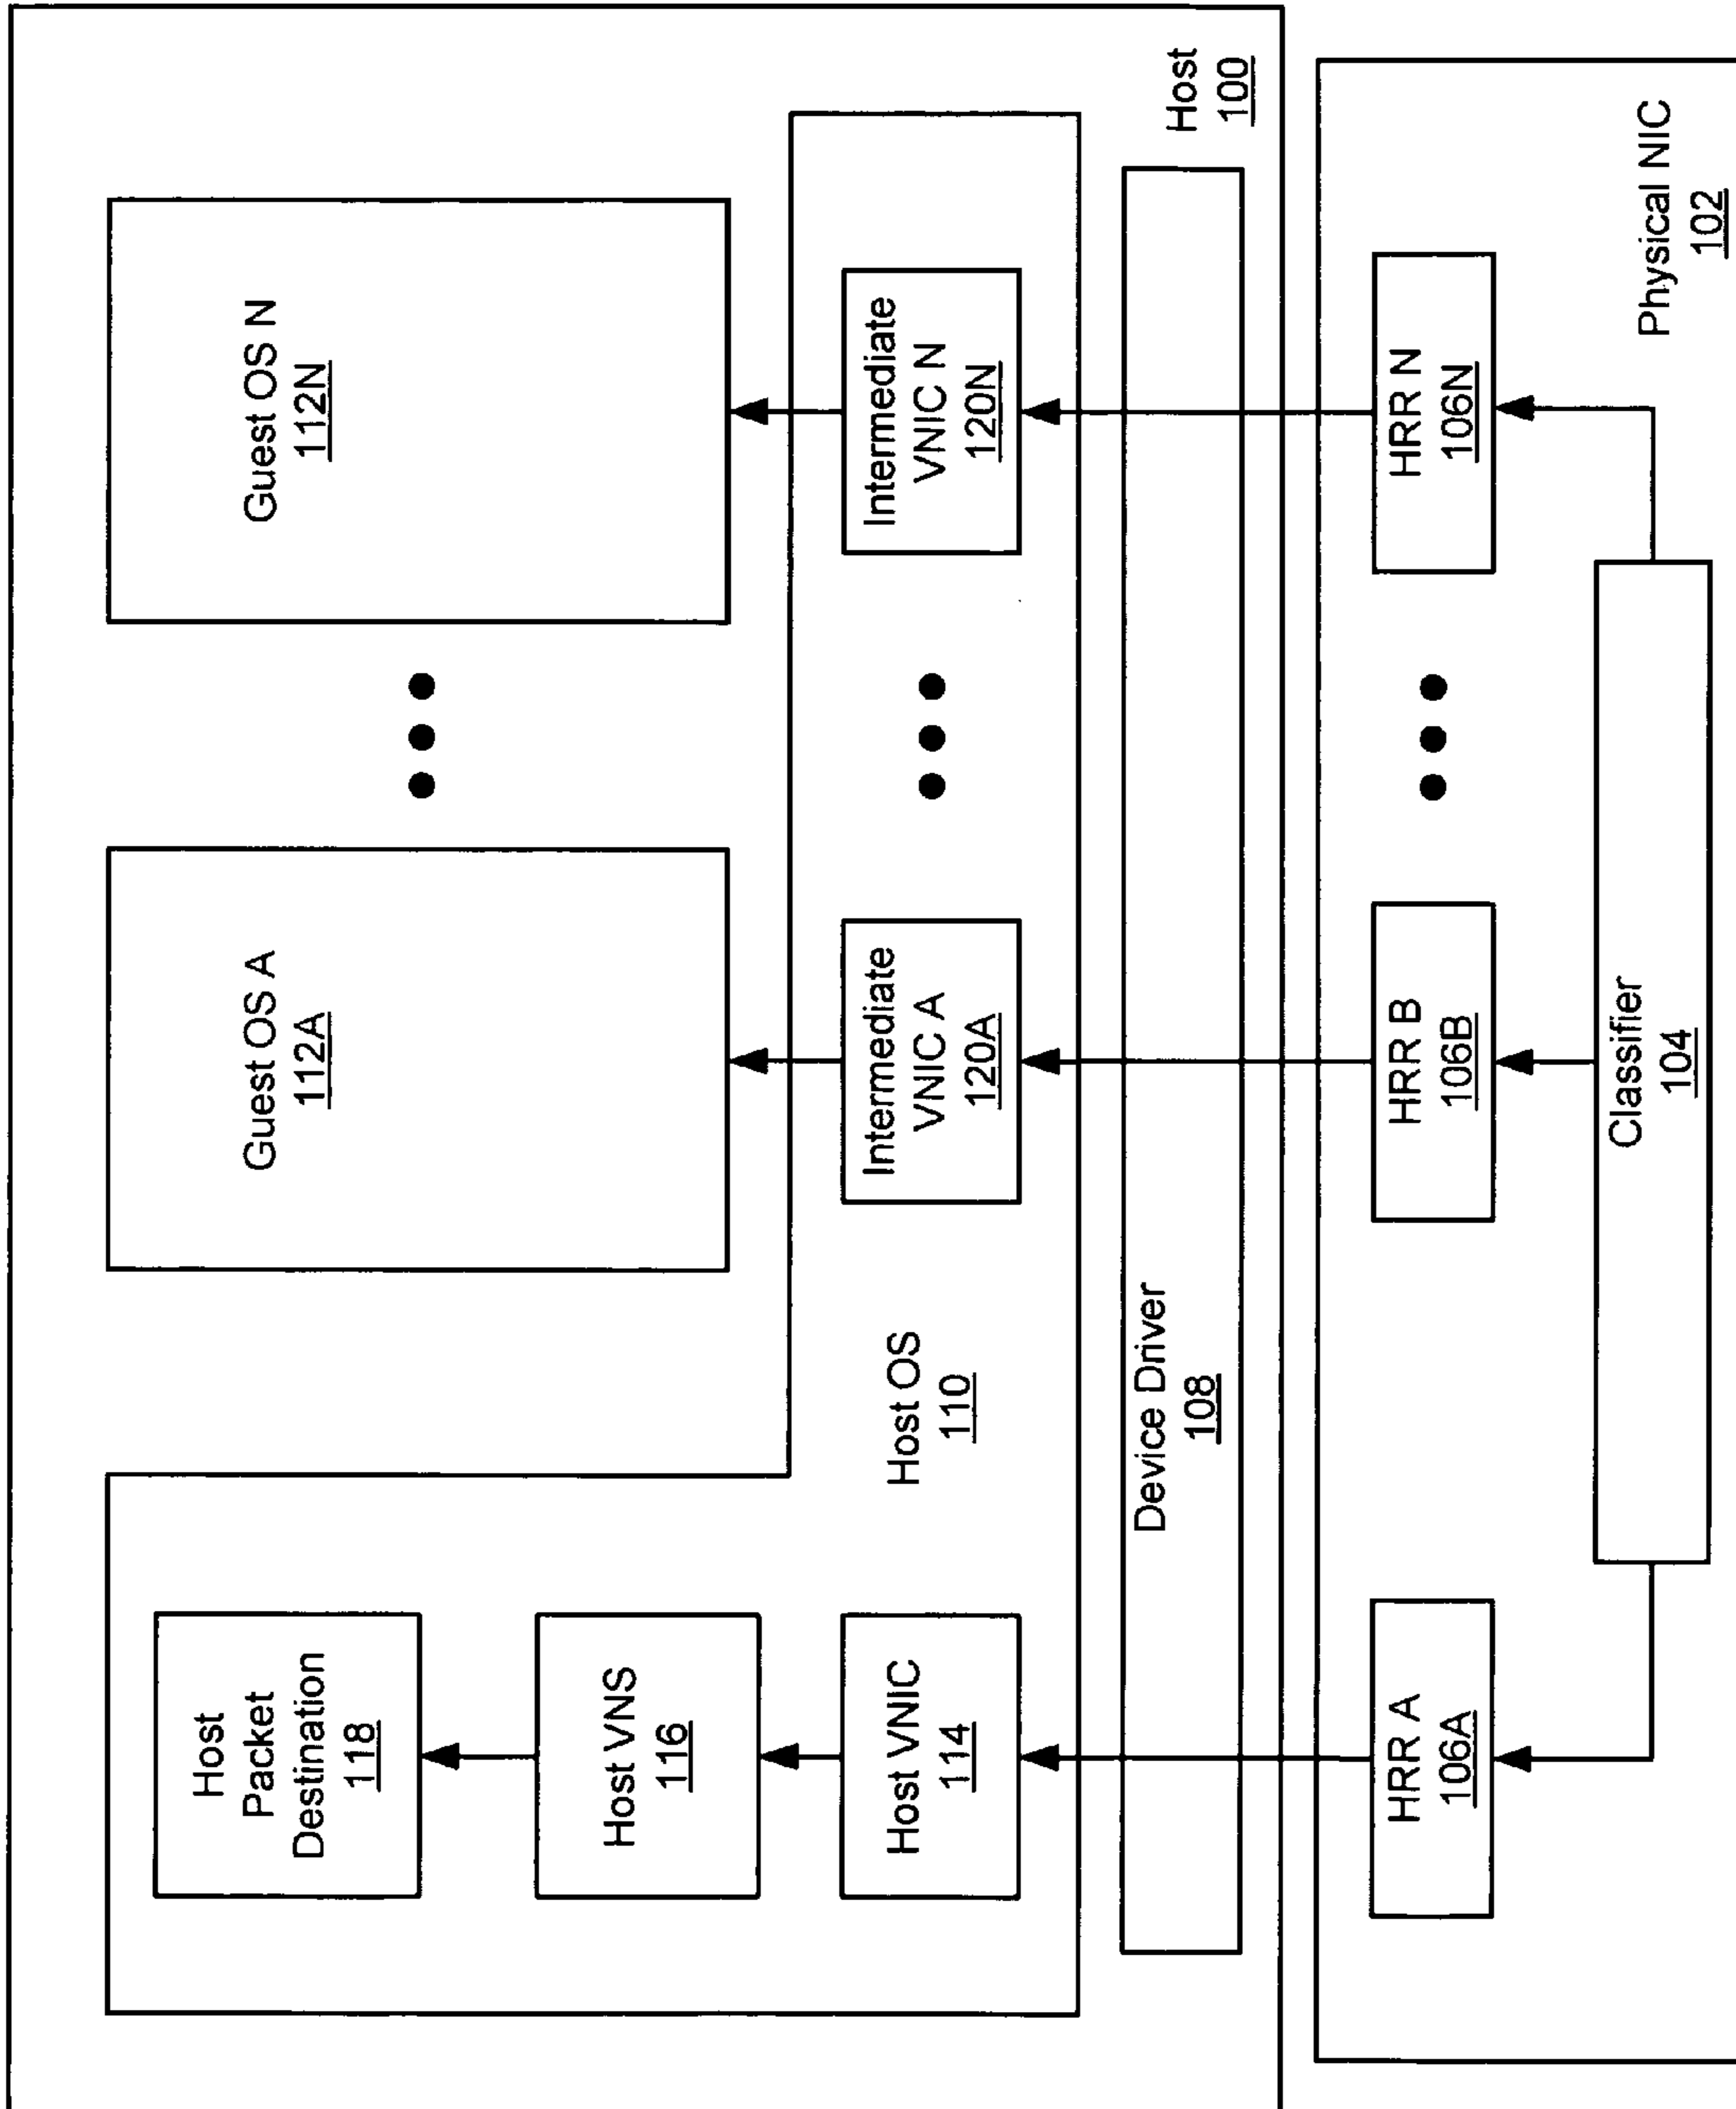 Host
Packet
Destination
118
Host VNS
116
Host VNIC
114
Guest OS A
112A
Guest OS N
112N
Host OS
110
Intermediate
VNIC A
120A
Intermediate
VNIC N
120N
Device Driver
108
Host
100
HRR A
106A
HRR B
106B
HRR N
106N
Classifier
104
Physical NIC
102